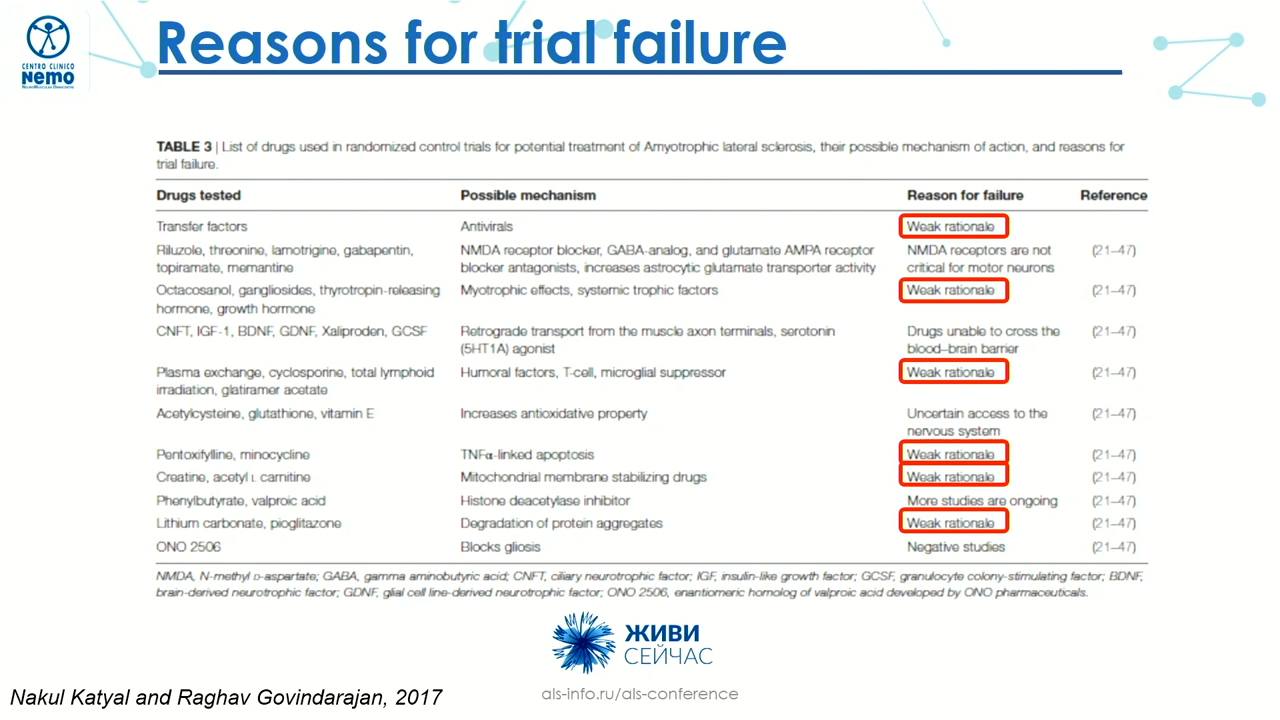 Reasons for trial failure
CENTRO CLINICO
NeMO
NEUROMUSCULAR OMNICENTRE
TABLE 3 | List of drugs used in randomized control trials for potential treatment of Amyotrophic lateral sclerosis, their possible mechanism of action, and reasons for
trial failure.
Drugs tested Possible mechanism Reason for failure Reference
Transfer factors Antivirals Weak rationale
Riluzole, threonine, lamotrigine, gabapentin, NMDA receptor blocker, GABA-analog, and glutamate AMPA receptor NMDA receptors are not (21–47)
topiramate, memantine blocker antagonists, increases astrocytic glutamate transporter activity critical for motor neurons
Octacosanol, gangliosides, thyrotropin-releasing Myotrophic effects, systemic trophic factors Weak rationale (21–47)
hormone, growth hormone
CNFT, IGF-1, BDNF, GDNF, Xaliproden, GCSF Retrograde transport from the muscle axon terminals, serotonin Drugs unable to cross the (21–47)
(5HT1A) agonist blood–brain barrier
Plasma exchange, cyclosporine, total lymphoid Humoral factors, T-cell, microglial suppressor Weak rationale (21–47)
irradiation, glatiramer acetate
Acetylcysteine, glutathione, vitamin E Increases antioxidative property Uncertain access to the (21–47)
nervous system
Pentoxifylline, minocycline TNFα-linked apoptosis Weak rationale (21–47)
Creatine, acetyl L carnitine Mitochondrial membrane stabilizing drugs Weak rationale (21–47)
Phenylbutyrate, valproic acid Histone deacetylase inhibitor More studies are ongoing (21–47)
Lithium carbonate, pioglitazone Degradation of protein aggregates Weak rationale (21–47)
ONO 2506 Blocks gliosis Negative studies (21–47)
NMDA, N-methyl D-aspartate; GABA, gamma aminobutyric acid; CNFT, ciliary neurotrophic factor; IGF, insulin-like growth factor; GCSF, granulocyte colony-stimulating factor; BDNF,
brain-derived neurotrophic factor; GDNF, glial cell line-derived neurotrophic factor; ONO 2506, enantiomeric homolog of valproic acid developed by ONO pharmaceuticals.
ЖИВИ
СЕЙЧАС
als-info.ru/als-conference
Nakul Katyal and Raghav Govindarajan, 2017